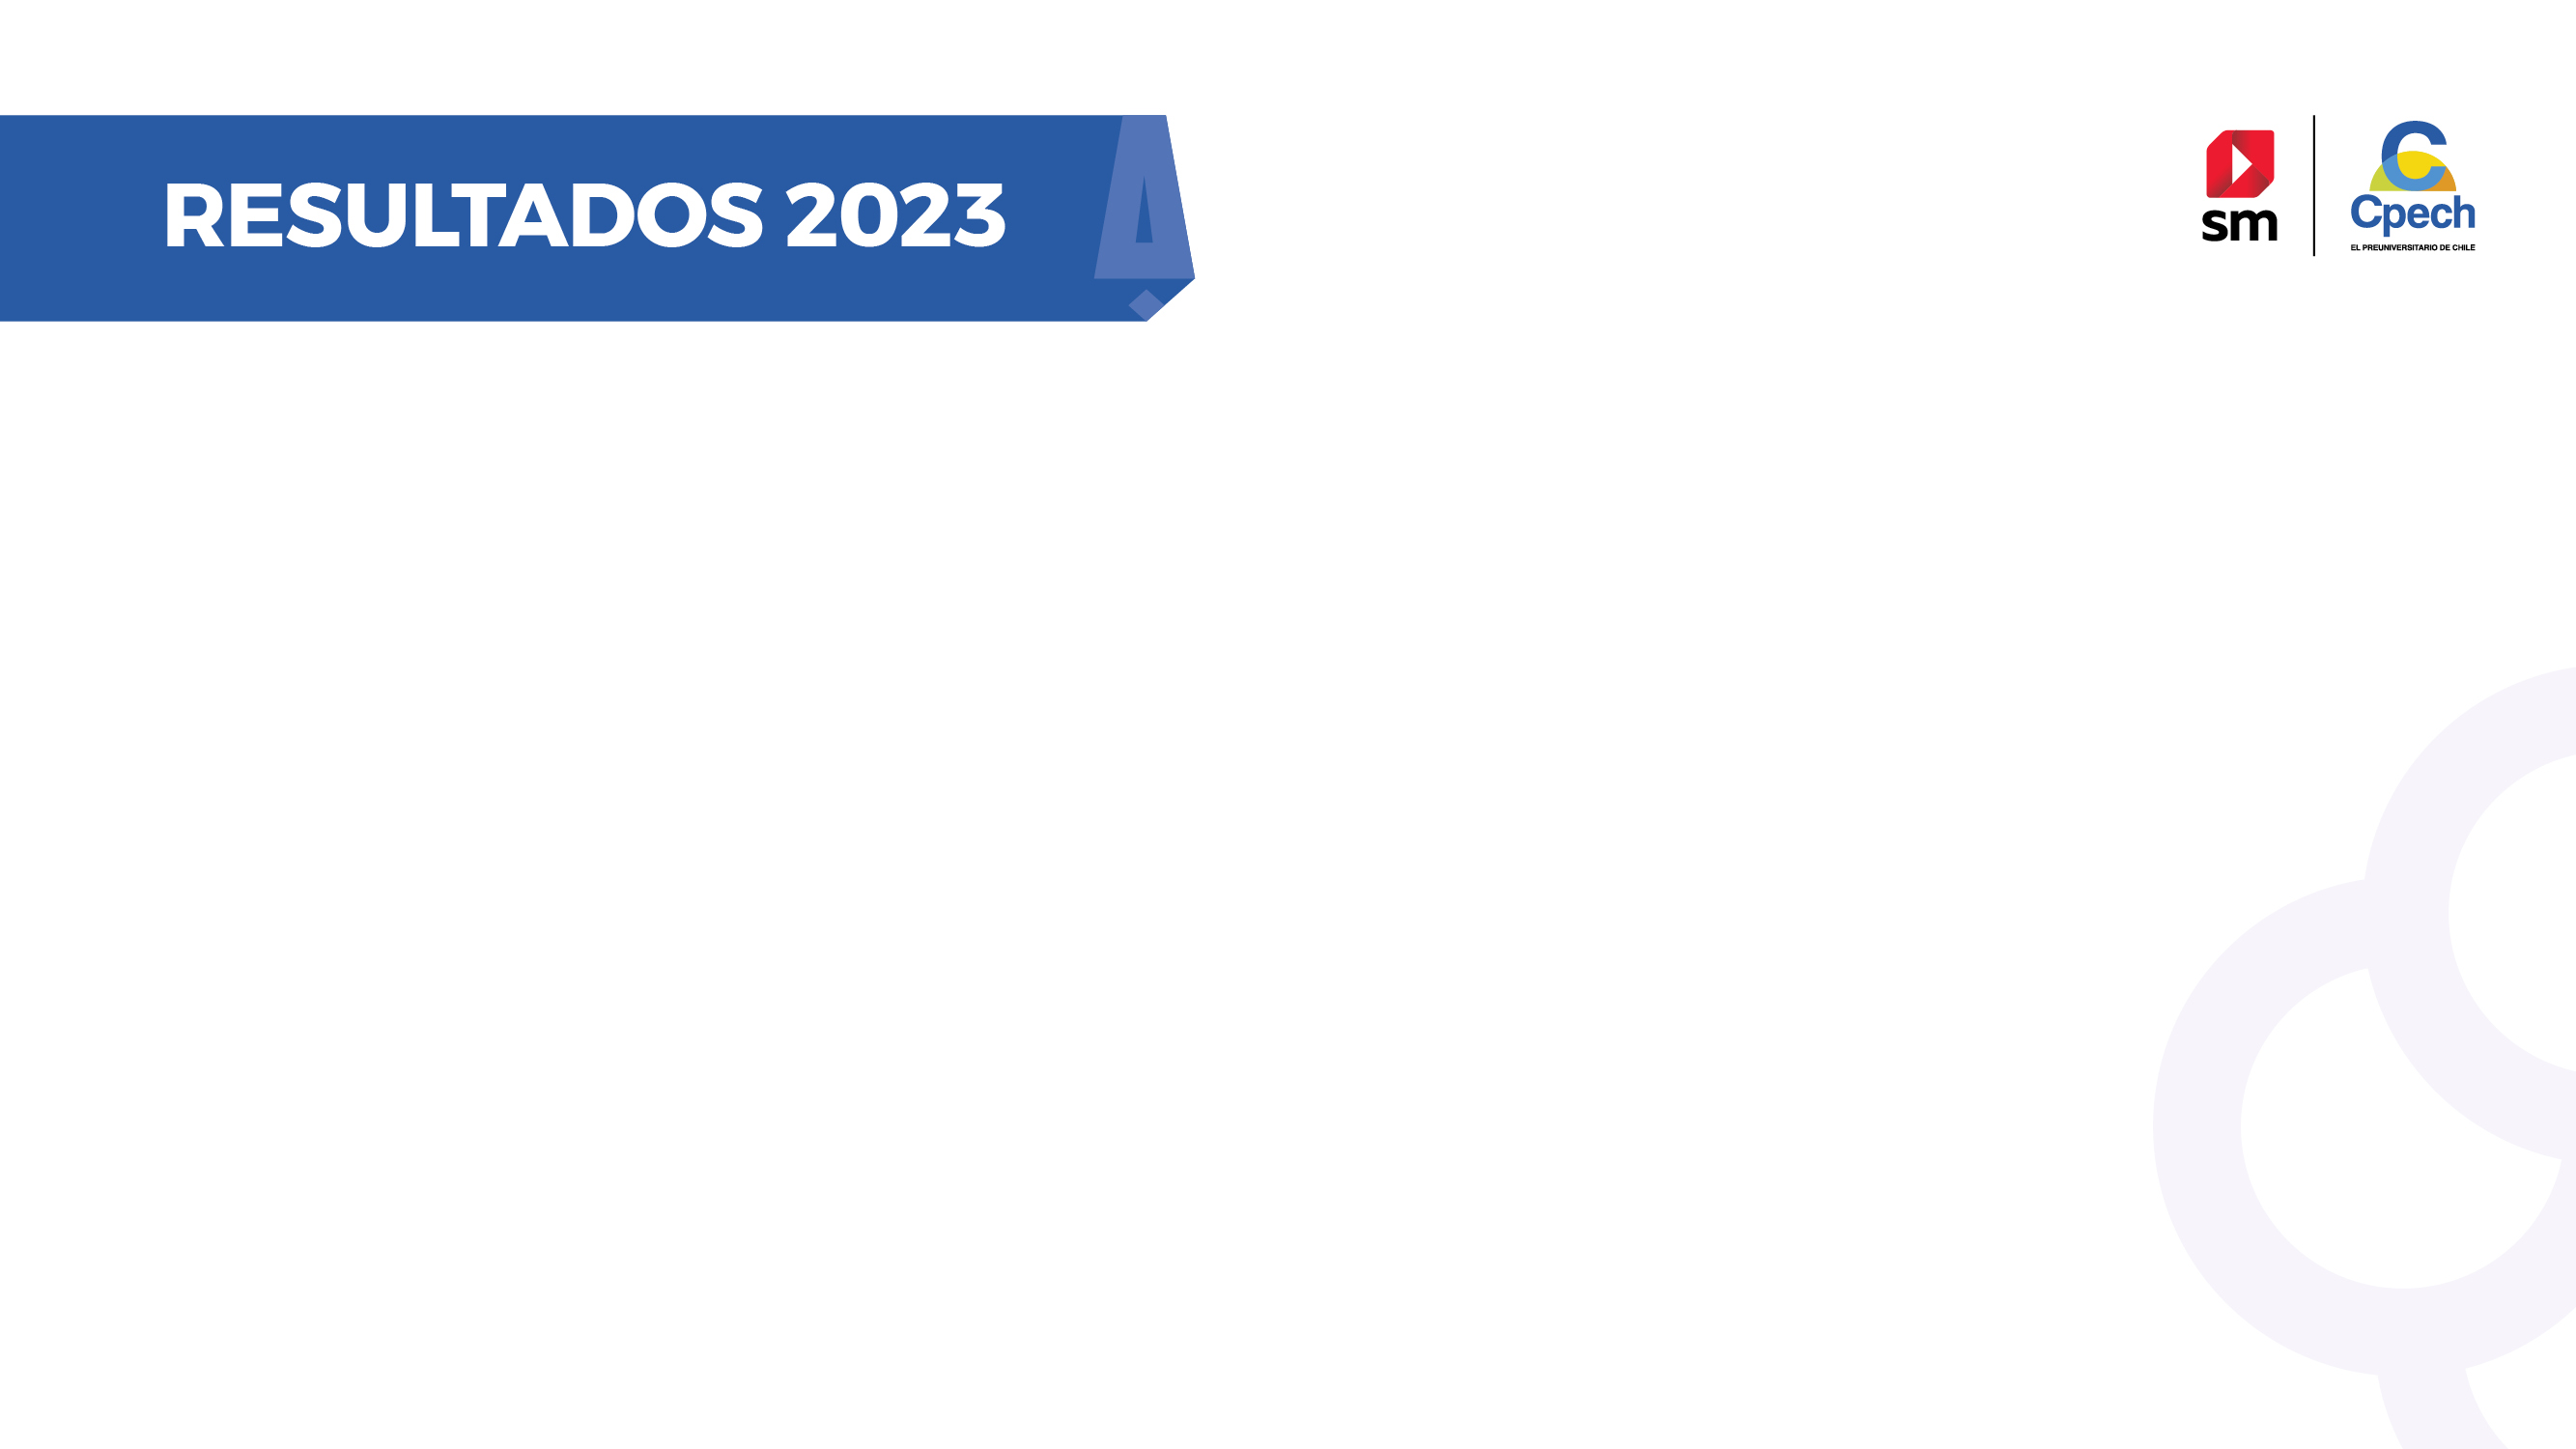 RESULTADOS 2023
sm
Cpech
EL PREUNIVERSITARIO DE CHILE